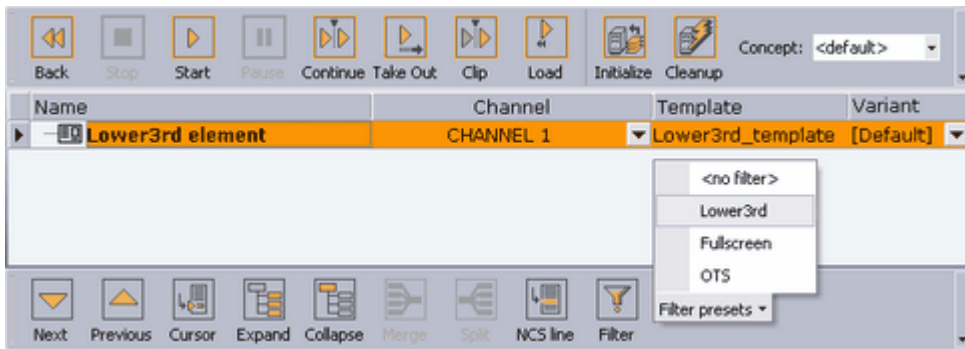 Back Stop Start Pause Continue Take Out Clip Load Initialize Cleanup Concept: <default>
Name Channel Template Variant
Lower3rd element CHANNEL 1 Lower3rd_template [Default]
<no filter>
Lower3rd
Fullscreen
OTS
Filter presets
Next Previous Cursor Expand Collapse Merge Split NCS line Filter